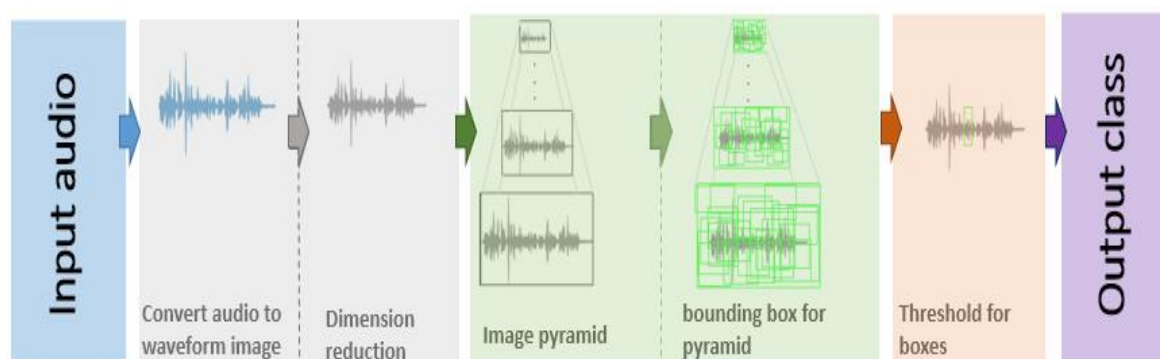 Input audio
Convert audio to
waveform image
Dimension
reduction
Image pyramid
bounding box for
pyramid
Threshold for
boxes
Output class